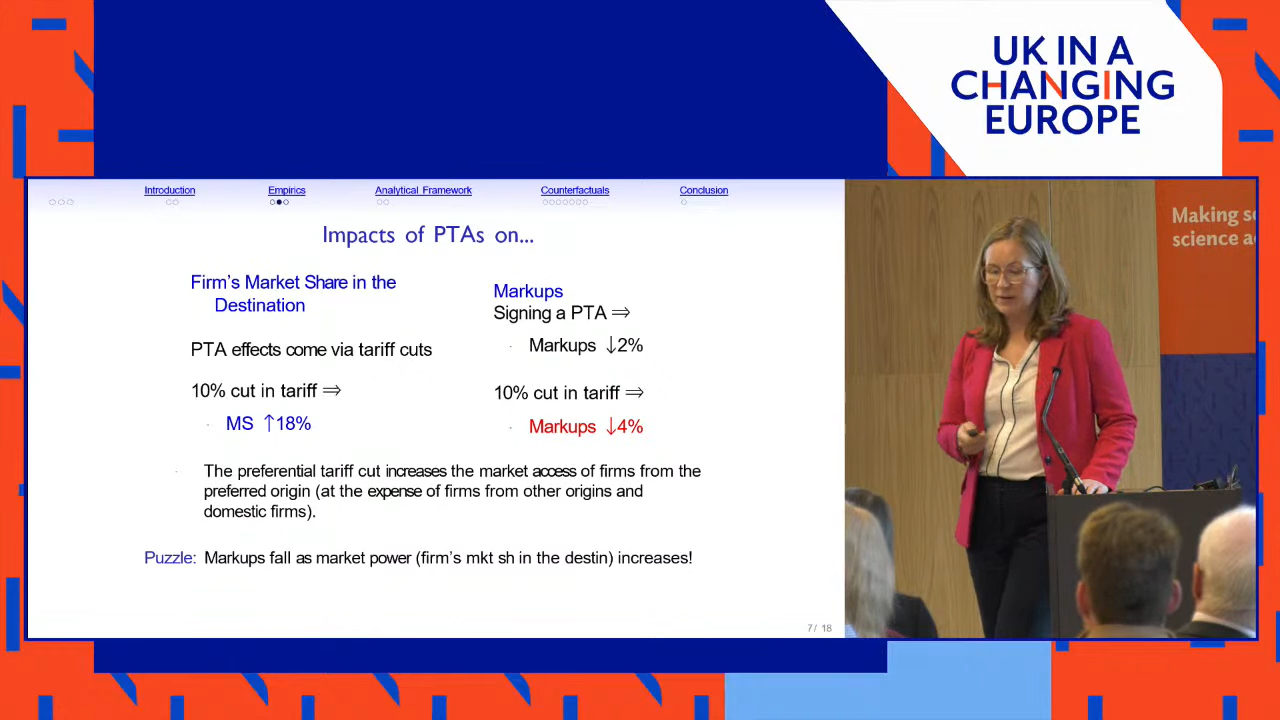 UK IN A
CHANGING
EUROPE
Introduction
Empirics
Analytical Framework
Counterfactuals
Conclusion
Impacts of PTAs on...
Firm's Market Share in the
Destination
PTA effects come via tariff cuts
10% cut in tariff ⇒
MS ↑18%
Markups
Signing a PTA ⇒
Markups ↓2%
10% cut in tariff ⇒
Markups ↓4%
The preferential tariff cut increases the market access of firms from the
preferred origin (at the expense of firms from other origins and
domestic firms).
Puzzle: Markups fall as market power (firm's mkt sh in the destin) increases!
7/ 18
Making
science